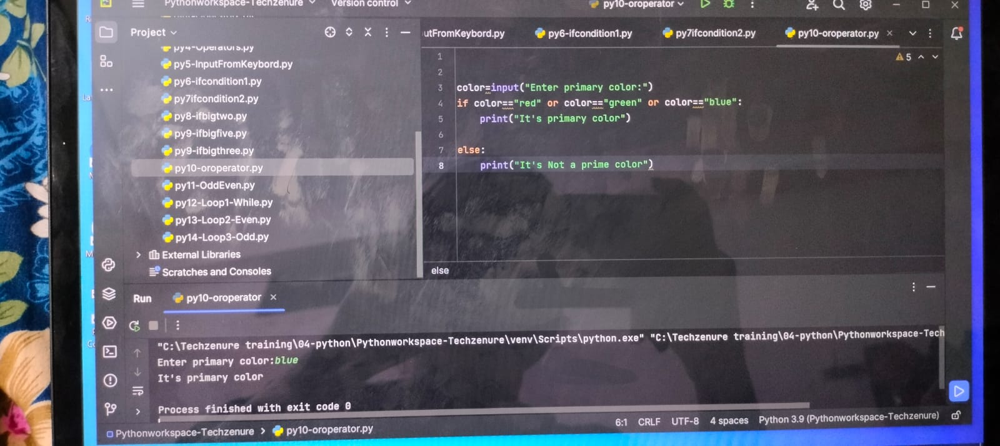 Pythonworkspace-Techzenure
Version control
py10-oroperator
Project
utFromKeybord.py
py6-ifcondition1.py
py7ifcondition2.py
py10-oroperator.py
py4-Operators.py
py5-InputFromKeybord.py
py6-ifcondition1.py
py7ifcondition2.py
py8-ifbigtwo.py
py9-ifbigfive.py
py9-ifbigthree.py
py10-oroperator.py
py11-OddEven.py
py12-Loop1-While.py
py13-Loop2-Even.py
py14-Loop3-Odd.py
External Libraries
Scratches and Consoles
5
1
2
3 color=input("Enter primary color:")
4 if color=="red" or color=="green" or color=="blue":
5 print("It's primary color")
6
7 else:
8 print("It's Not a prime color")
else
Run
py10-oroperator
"C:\Techzenure training\04-python\Pythonworkspace-Techzenure\venv\Scripts\python.exe" "C:\Techzenure training\04-python\Pythonworkspace-Tech
Enter primary color:blue
It's primary color
Process finished with exit code 0
Pythonworkspace-Techzenure > py10-oroperator.py
6:1 CRLF UTF-8 4 spaces Python 3.9 (Pythonworkspace-Techzenure)